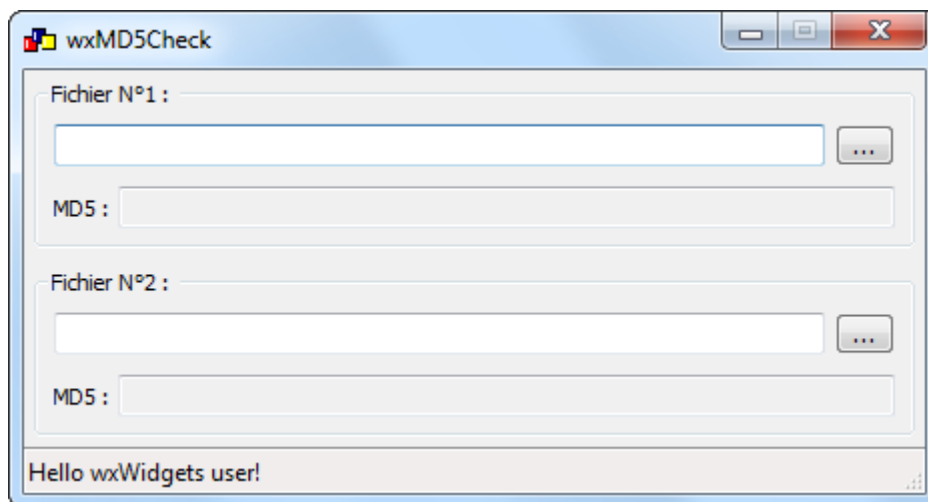 wxMD5Check
Fichier N°1 :
...
MD5 :
Fichier N°2 :
...
MD5 :
Hello wxWidgets user!